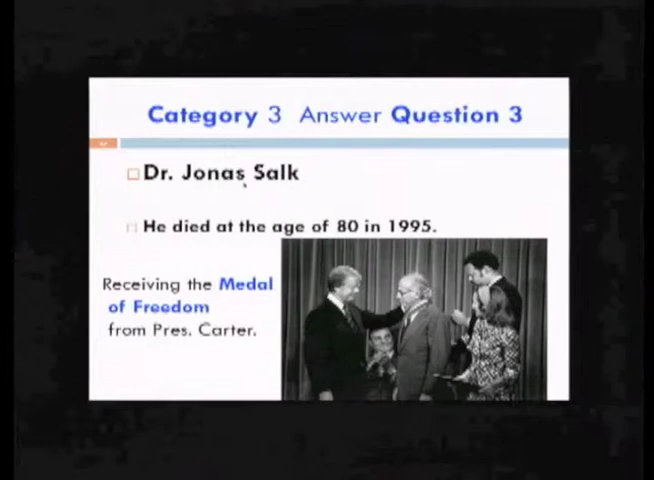 Category 3 Answer Question 3
Dr. Jonas Salk
He died at the age of 80 in 1995.
Receiving the Medal
of Freedom
from Pres. Carter.